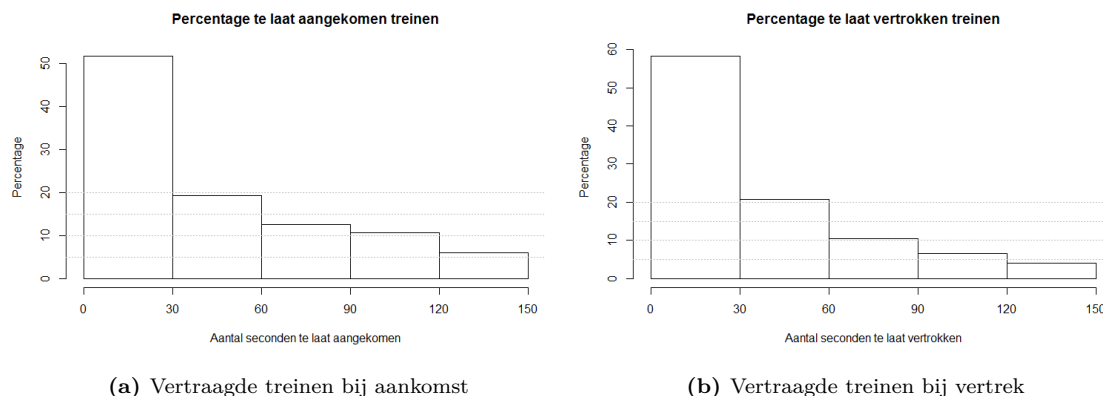 Percentage te laat aangekomen treinen
Percentage
50
40
30
20
10
0
0 30 60 90 120 150
Aantal seconden te laat aangekomen
(a) Vertraagde treinen bij aankomst
Percentage te laat vertrokken treinen
Percentage
60
50
40
30
20
10
0
0 30 60 90 120 150
Aantal seconden te laat vertrokken
(b) Vertraagde treinen bij vertrek